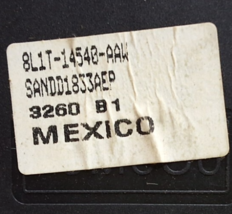 8L1T-14540-AAW
SANDD1833AEP
3260 B1
MEXICO